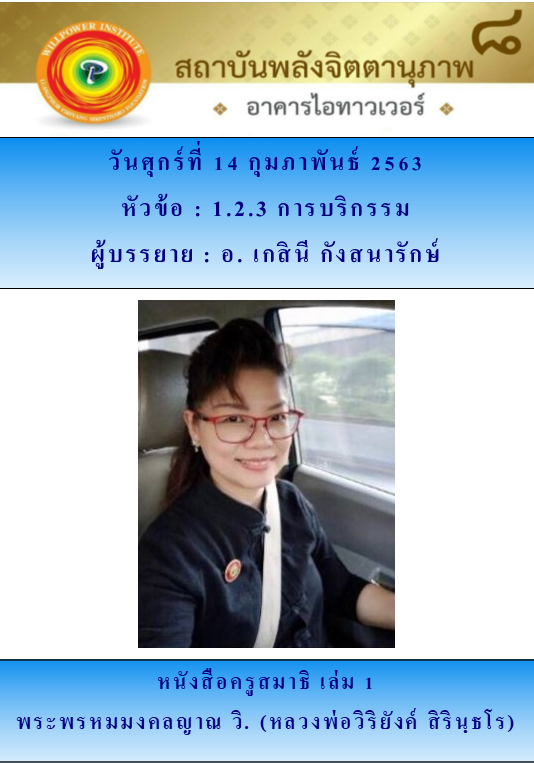 ๘
WILLPOWER INSTITUTE
สถาบันพลังจิตตานุภาพ
อาคารไอทาวเวอร์
วันศุกร์ที่ 14 กุมภาพันธ์ 2563
หัวข้อ : 1.2.3 การบริกรรม
ผู้บรรยาย : อ. เกสินี กังสนารักษ์
หนังสือครูสมาธิ เล่ม 1
พระพรหมมงคลญาณ วิ. (หลวงพ่อวิริยังค์ สิรินฺธโร)